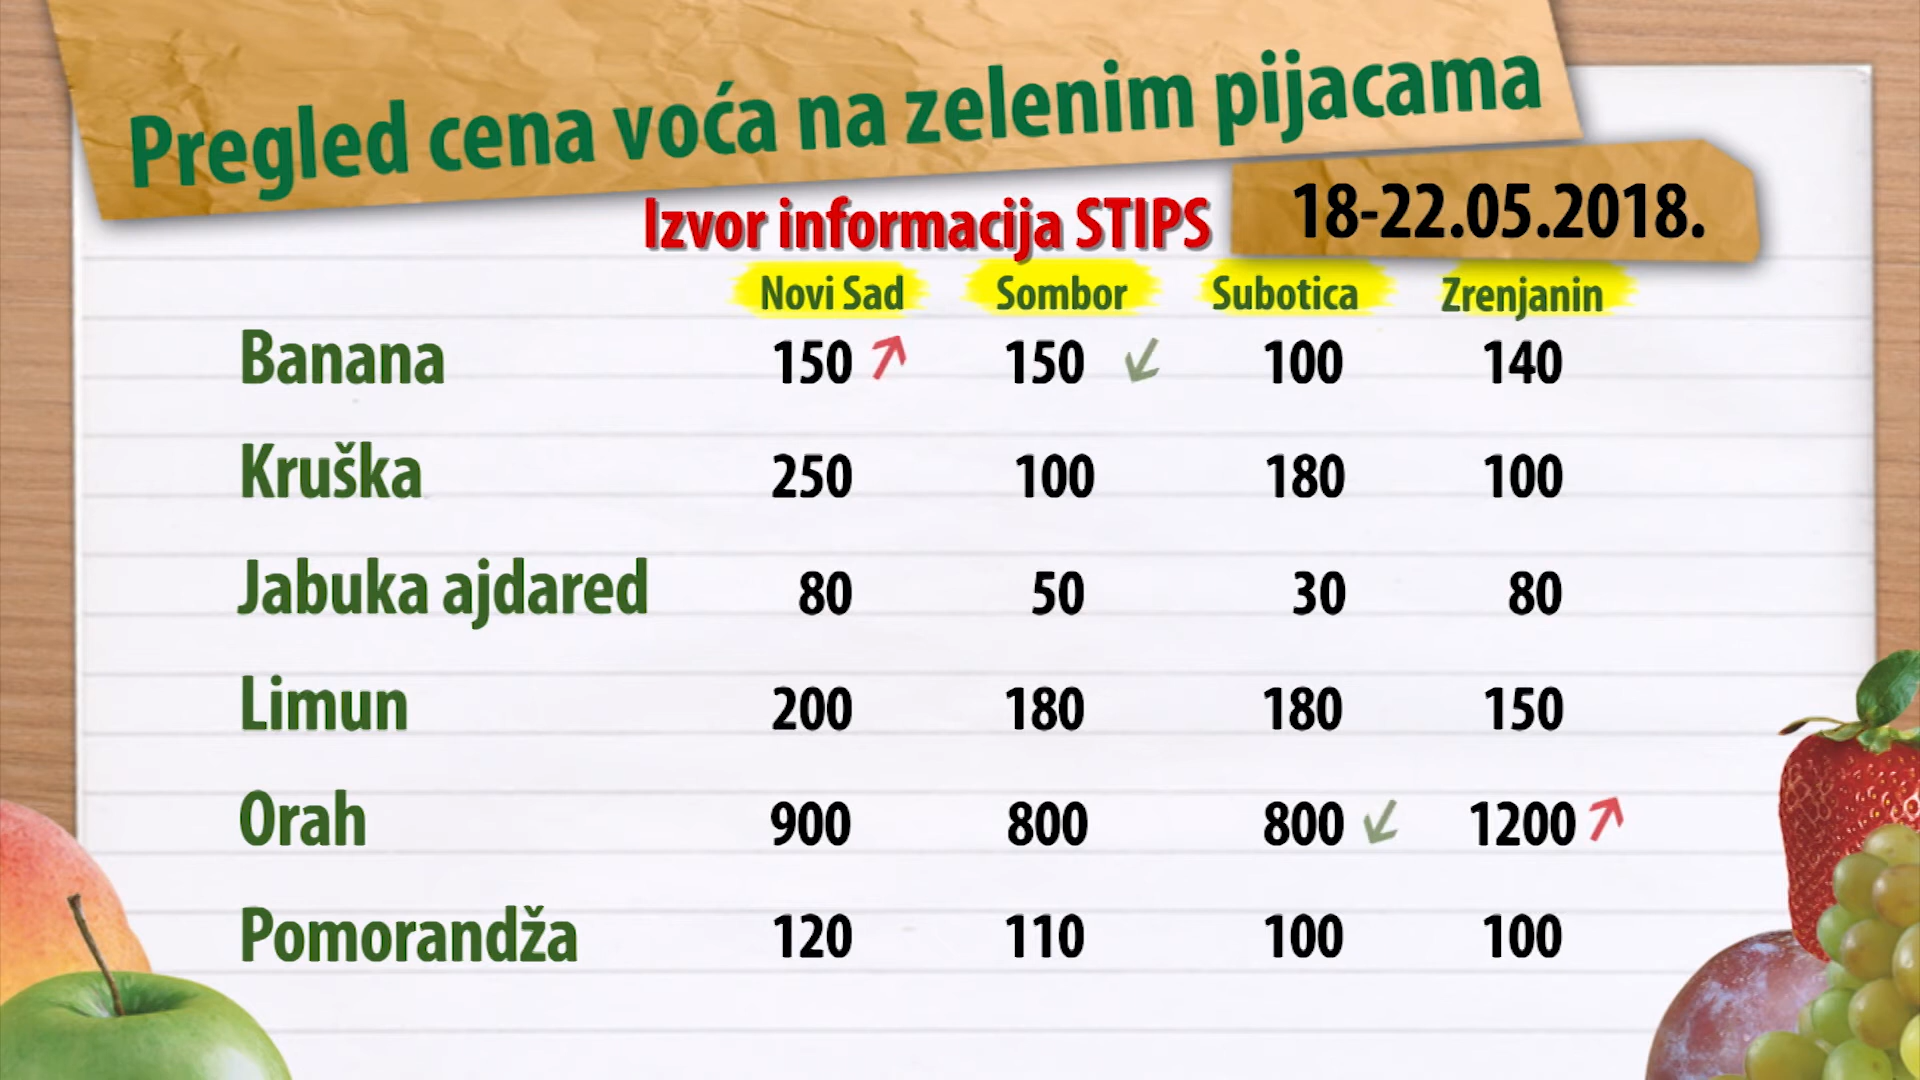 Pregled cena voća na zelenim pijacama
Izvor informacija STIPS 18-22.05.2018.
Novi Sad Sombor Subotica Zrenjanin
Banana 150 ↗ 150 ↙ 100 140
Kruška 250 100 180 100
Jabuka ajdared 80 50 30 80
Limun 200 180 180 150
Orah 900 800 800 ↙ 1200 ↗
Pomorandža 120 110 100 100